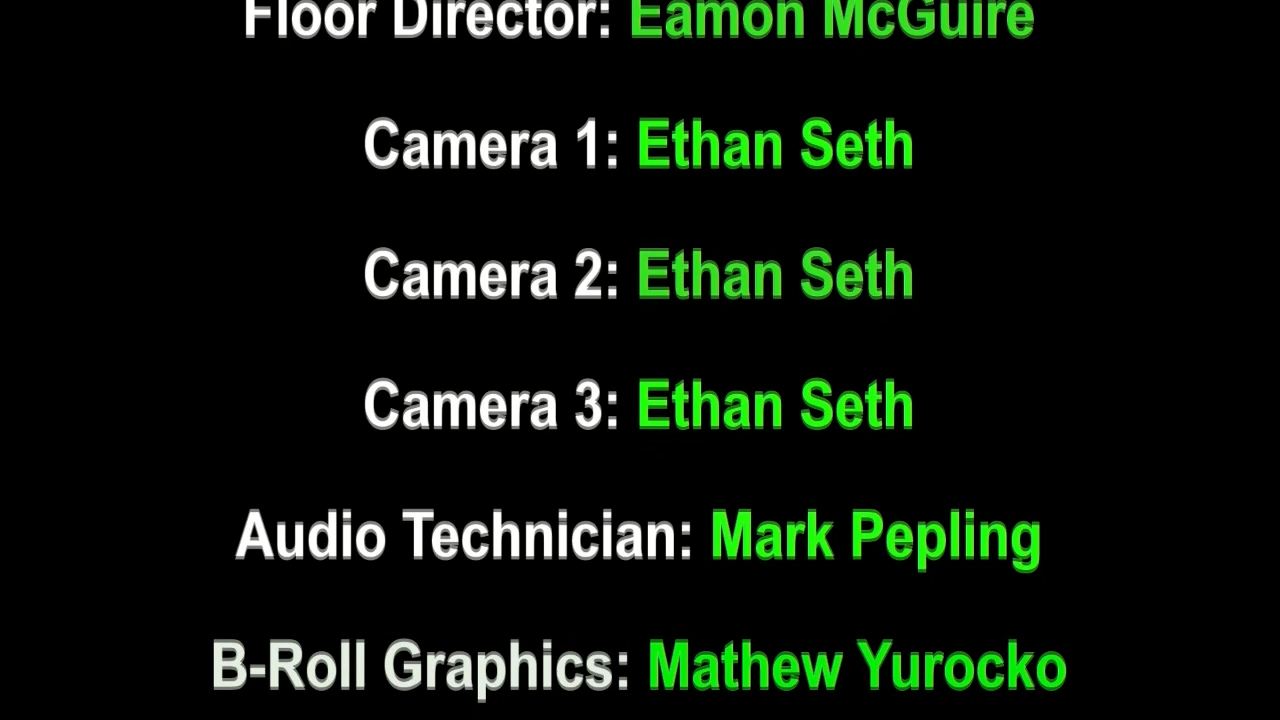 Floor Director: Eamon McGuire
Camera 1: Ethan Seth
Camera 2: Ethan Seth
Camera 3: Ethan Seth
Audio Technician: Mark Pepling
B-Roll Graphics: Mathew Yurocko